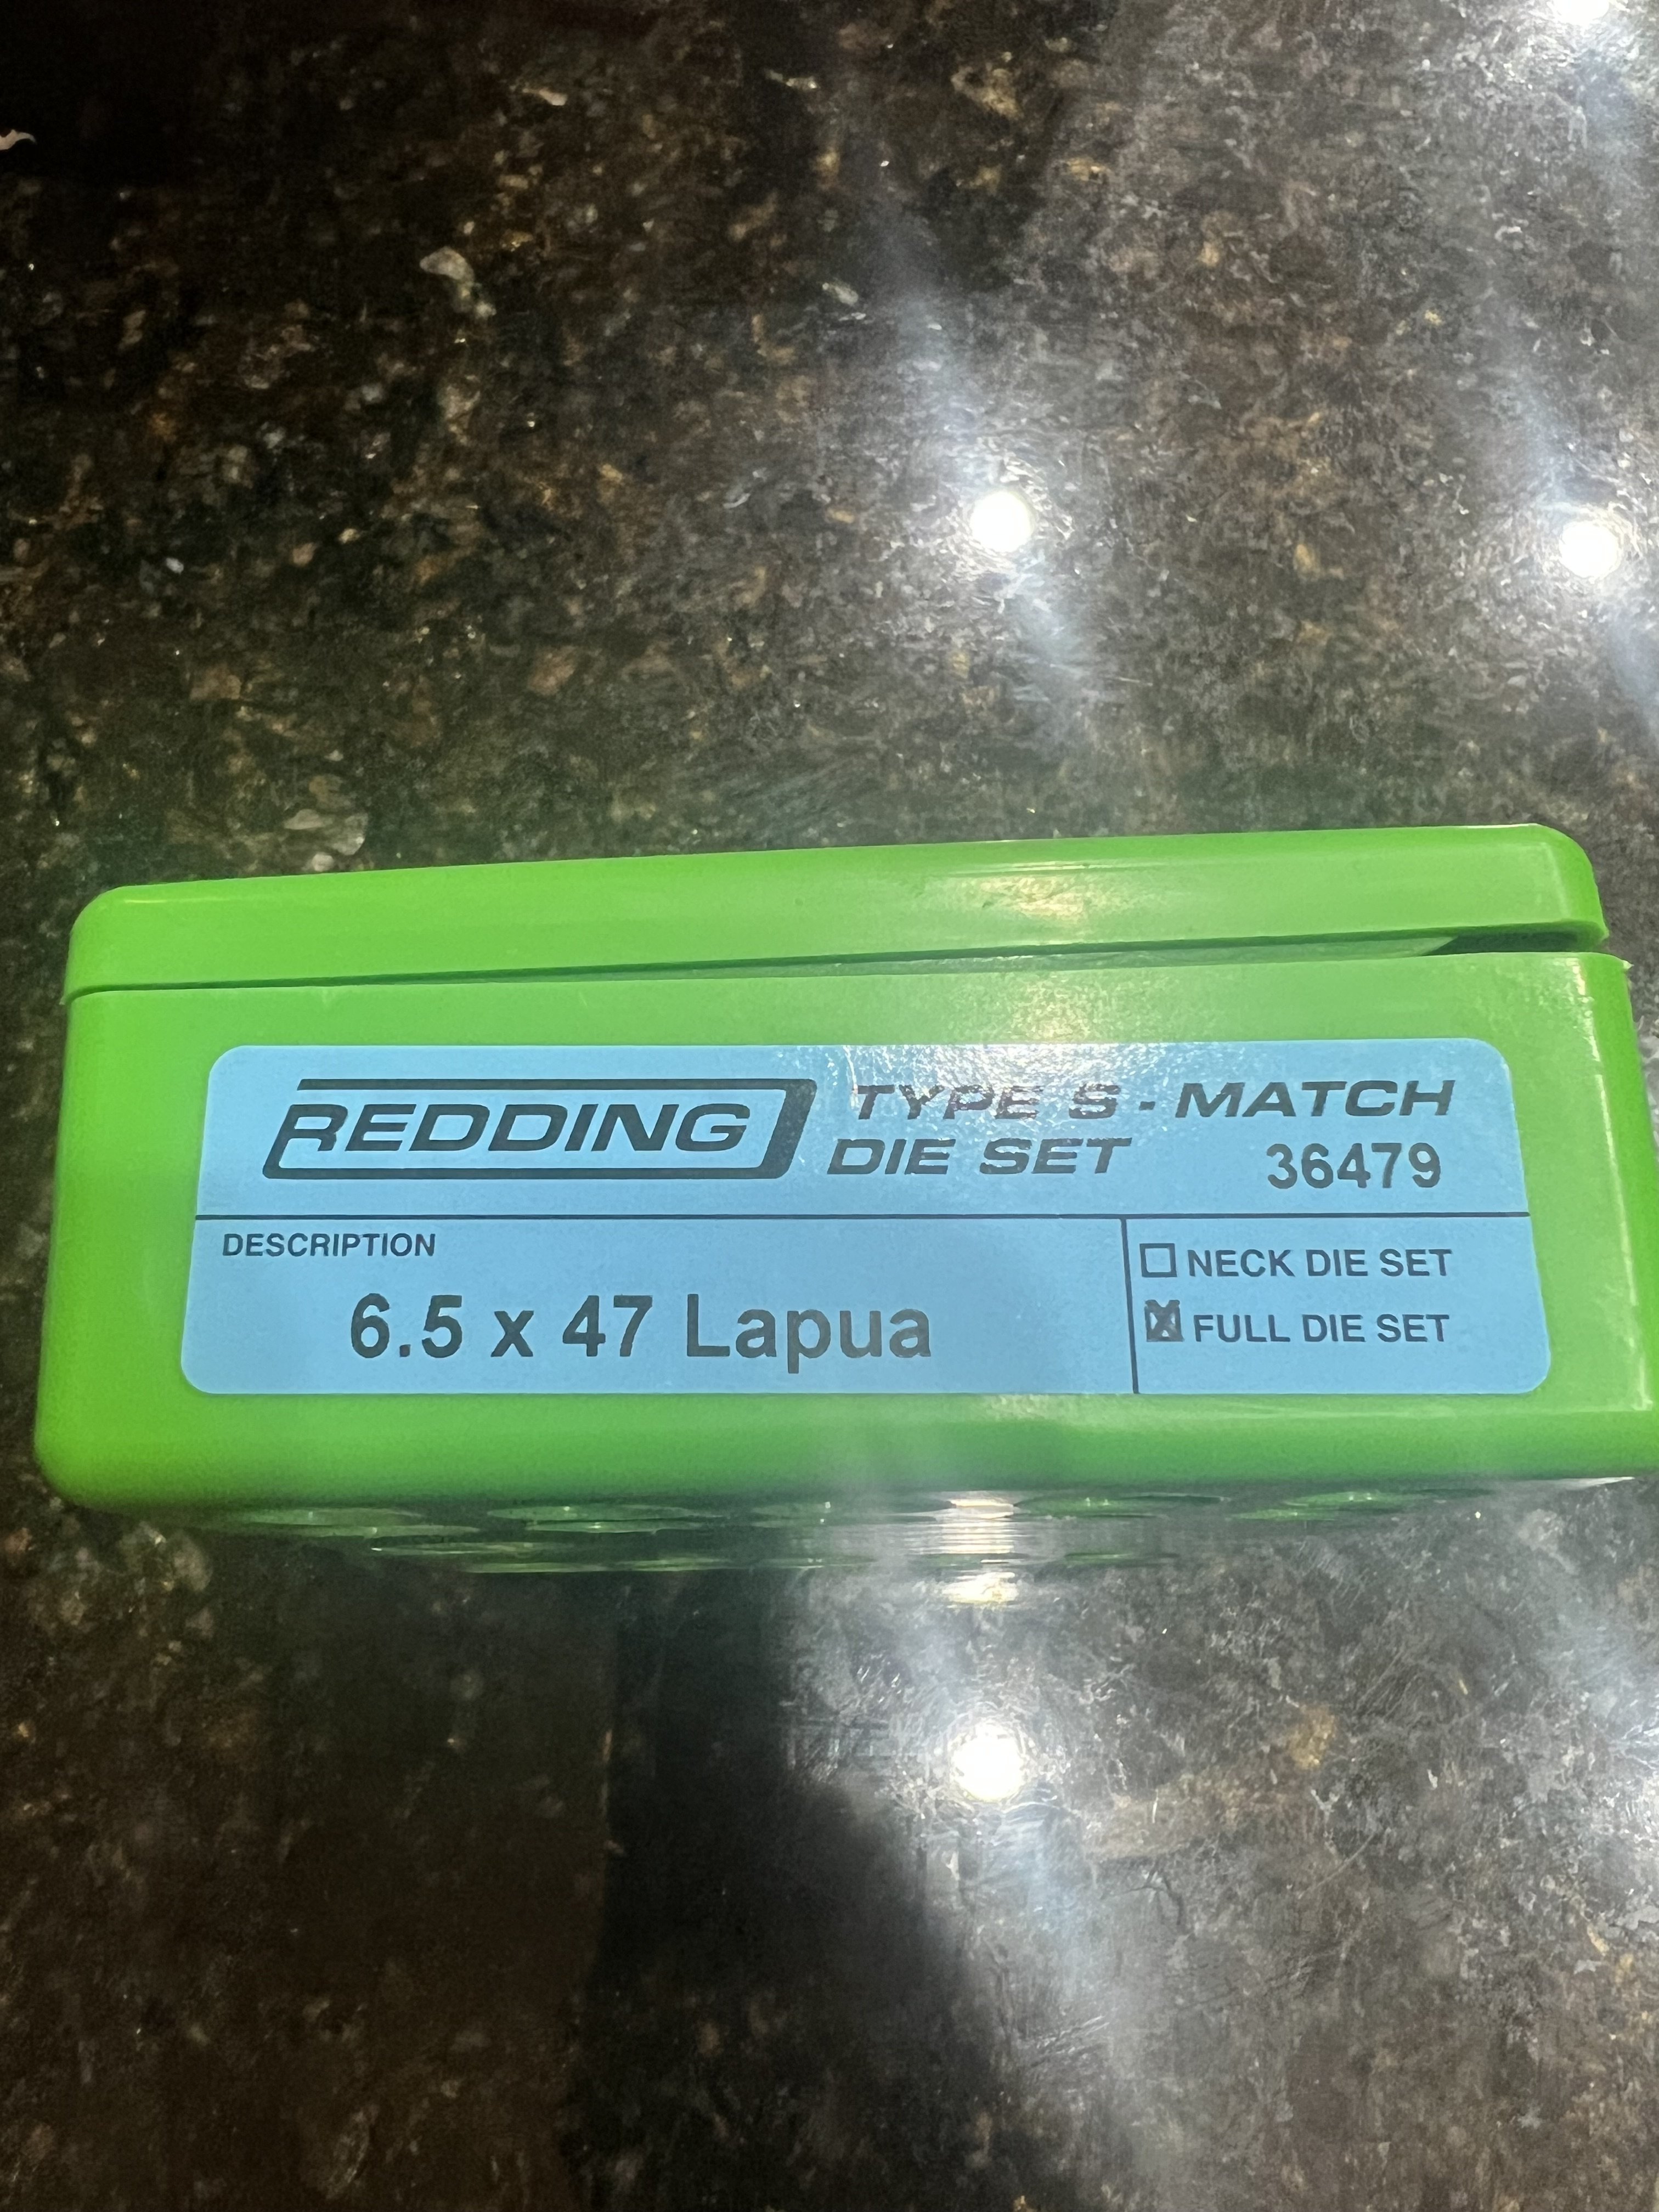 REDDING TYPE S - MATCH
DIE SET 36479
DESCRIPTION
6.5 x 47 Lapua
NECK DIE SET
FULL DIE SET